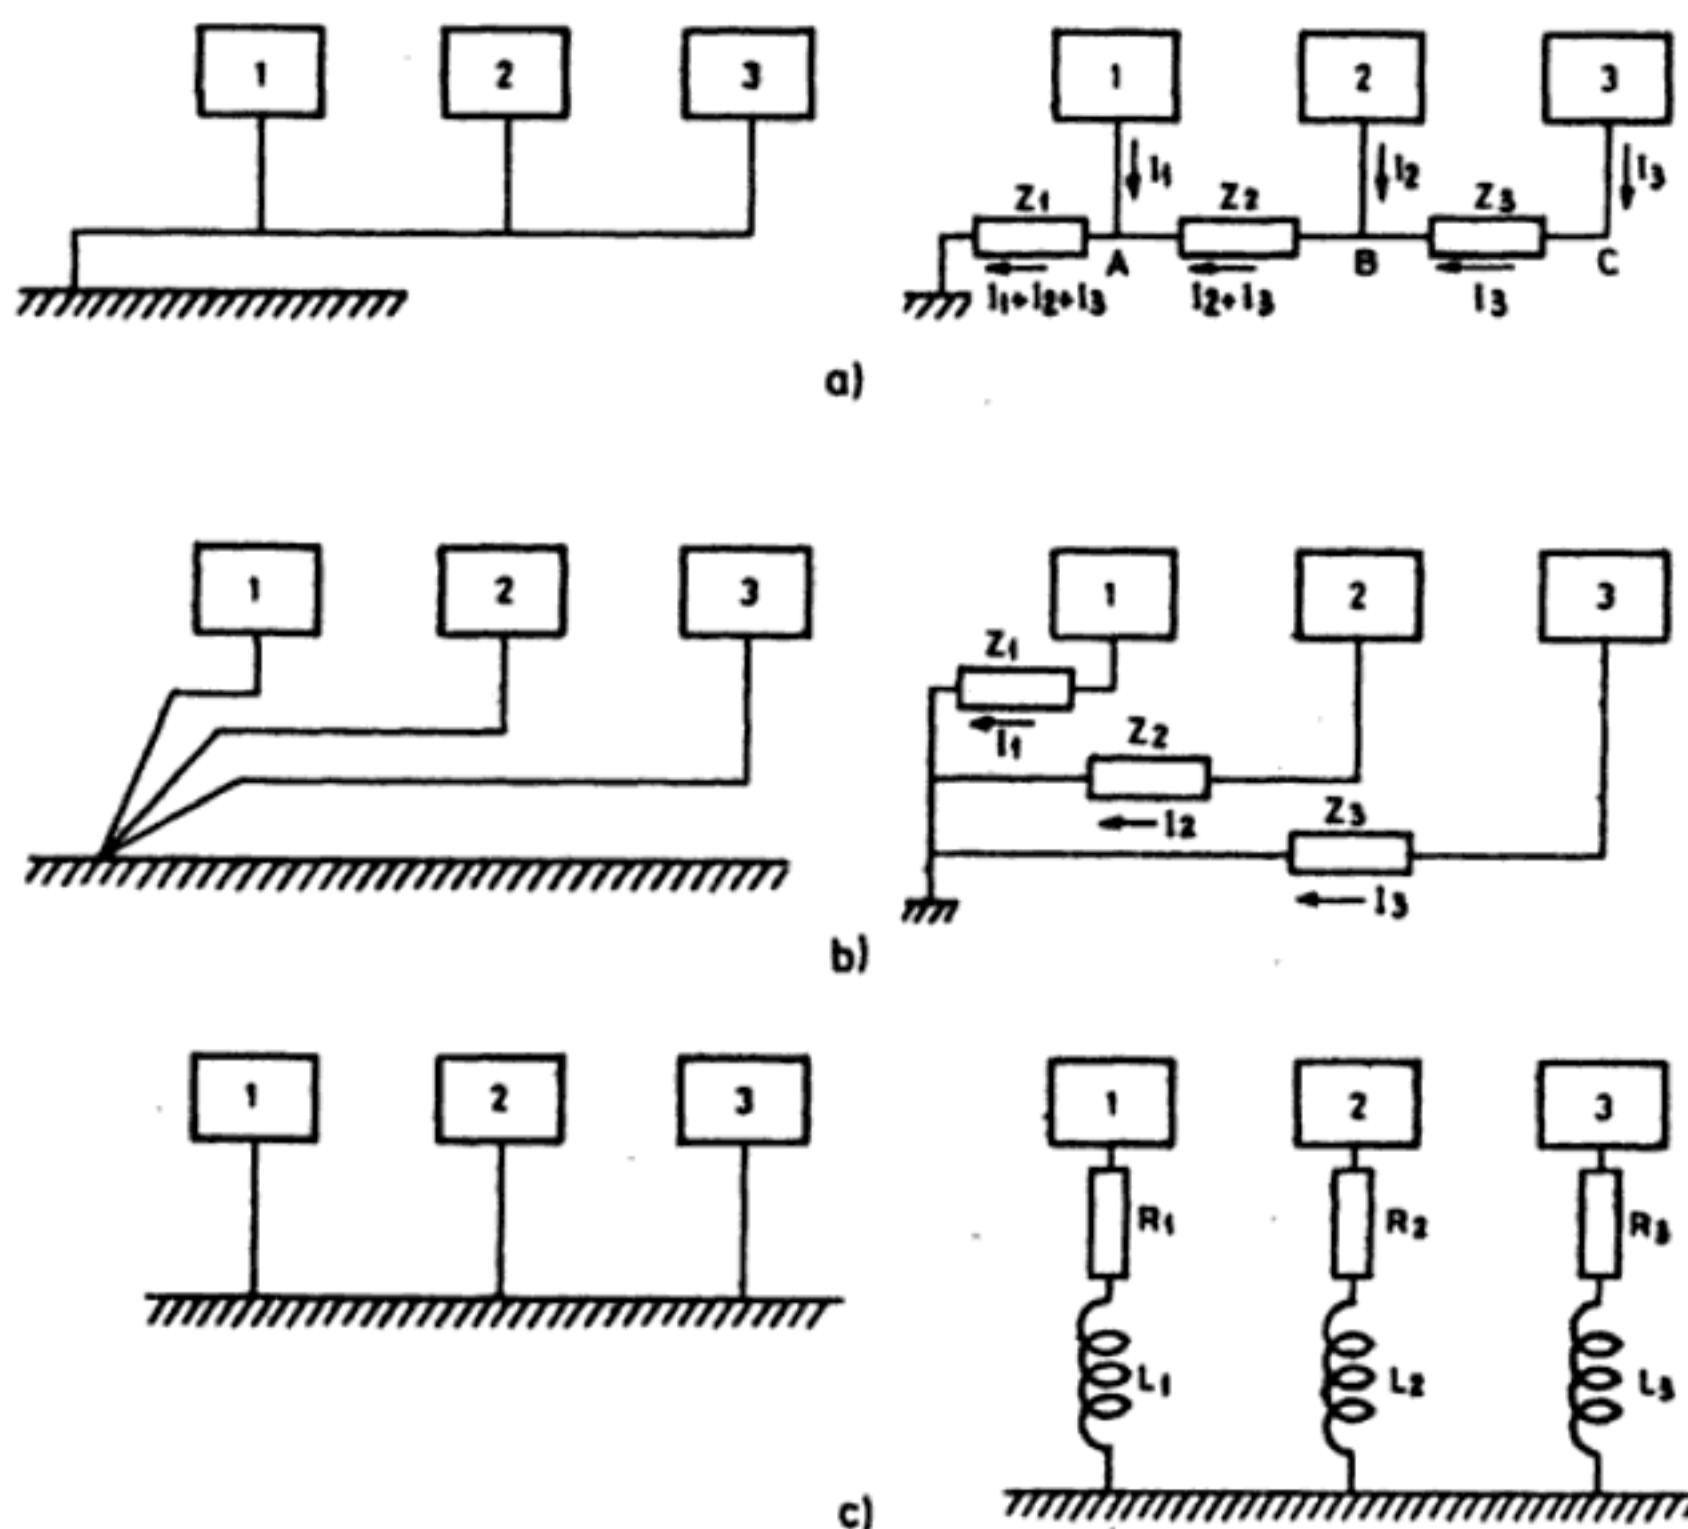 1 2 3 1 2 3
I1 I2 I3
Z1 Z2 Z3
A B C
I1+I2+I3 I2+I3 I3
a)
1 2 3 1 2 3
Z1
I1
Z2
I2
Z3
I3
b)
1 2 3 1 2 3
R1 R2 R3
L1 L2 L3
c)